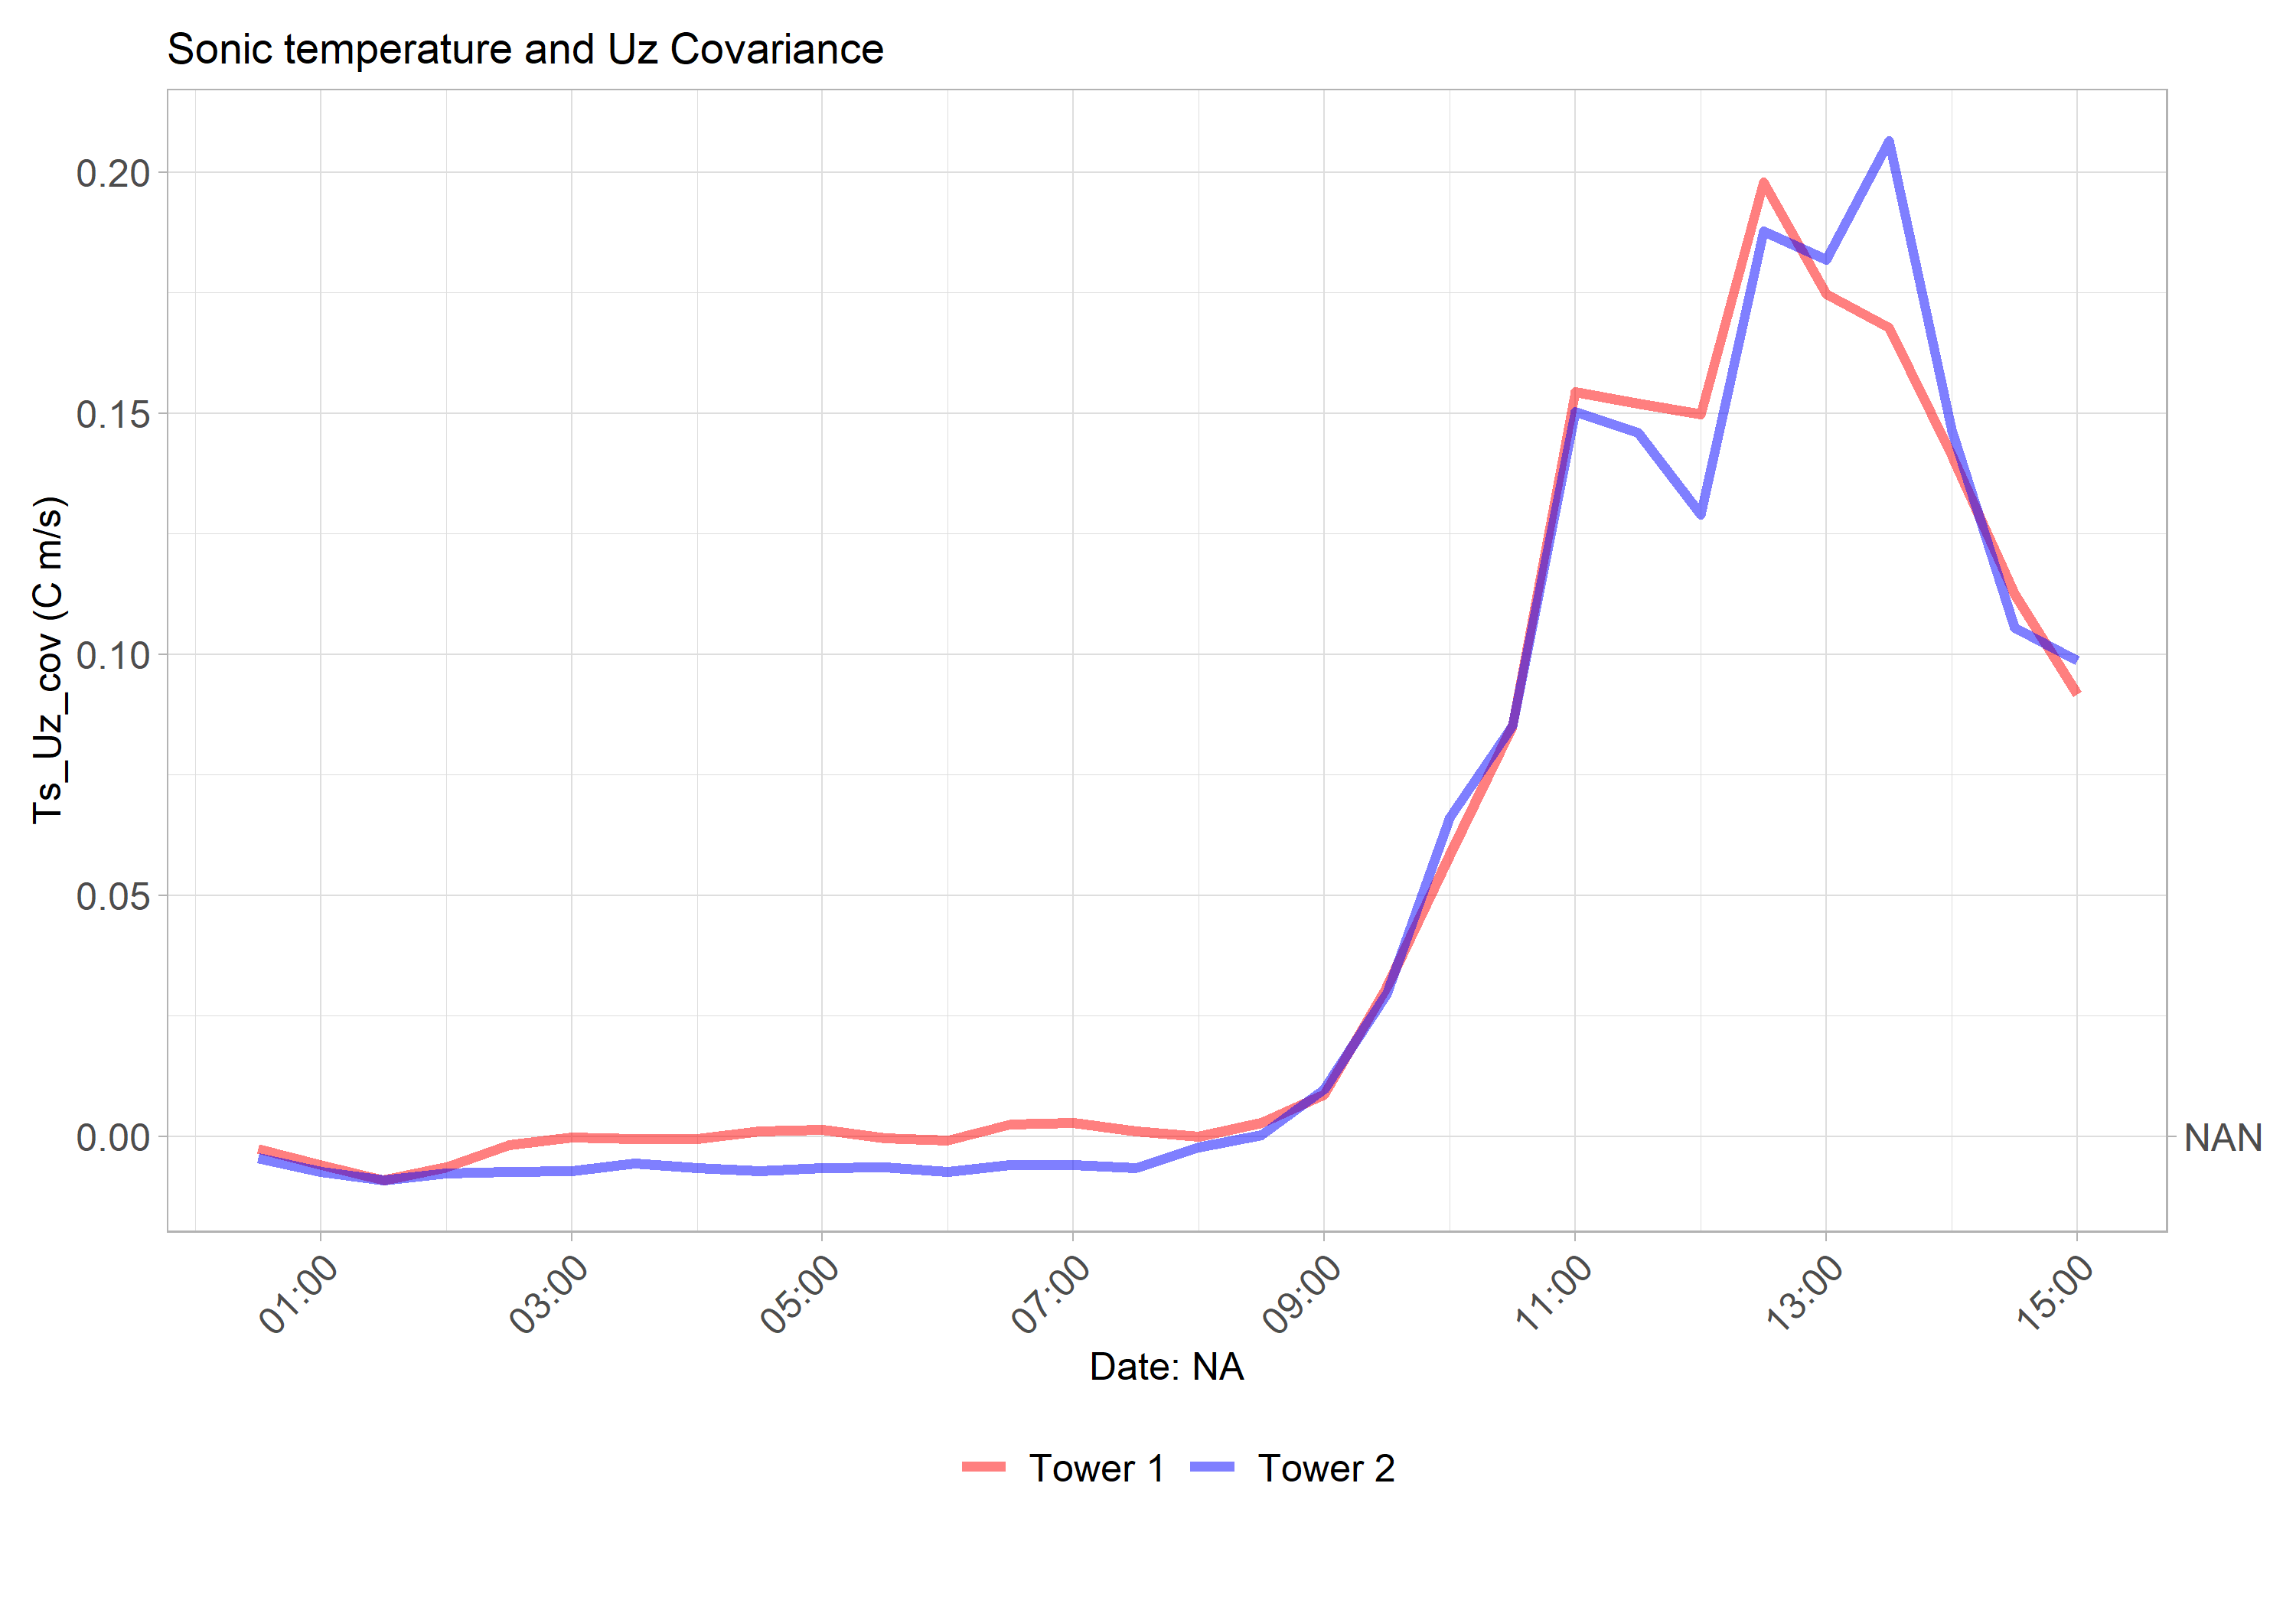 Sonic temperature and Uz Covariance
Ts_Uz_cov (C m/s)
0.20
0.15
0.10
0.05
0.00
NAN
01:00 03:00 05:00 07:00 09:00 11:00 13:00 15:00
Date: NA
Tower 1 Tower 2